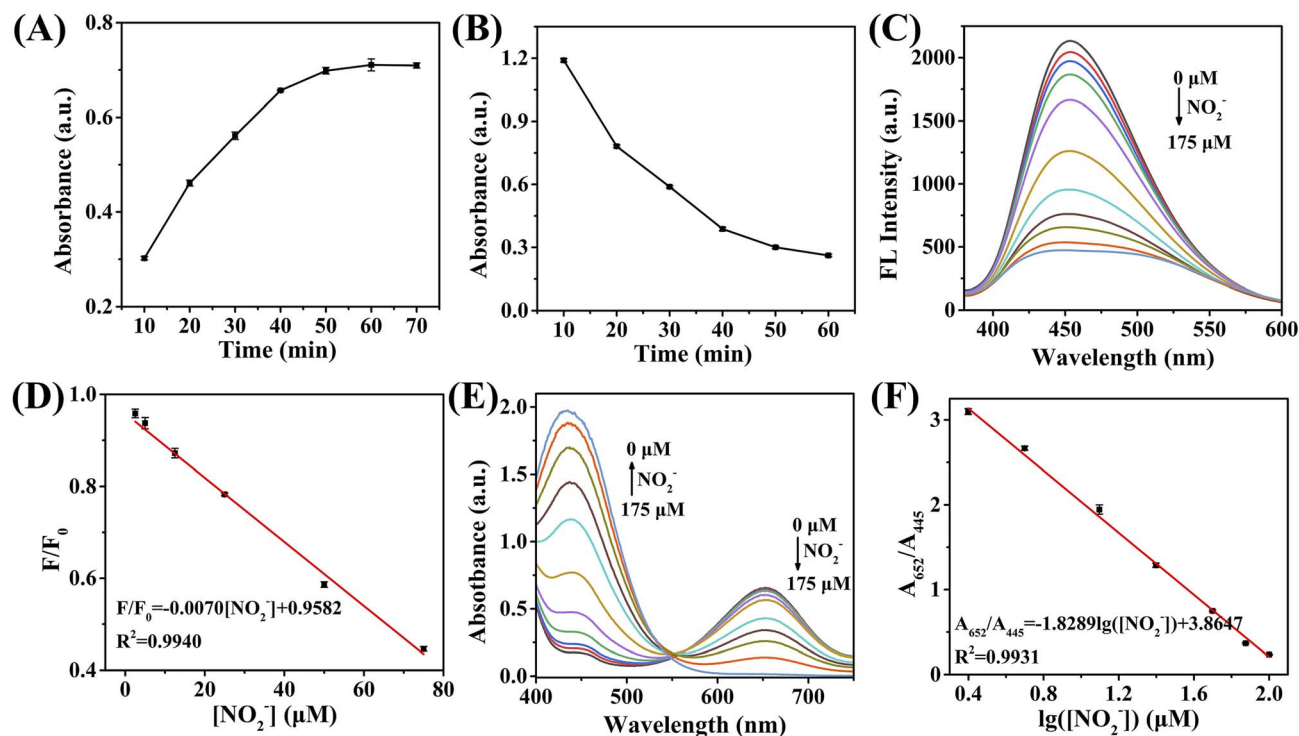 (A)
0.8
0.6
0.4
0.2
Absorbance (a.u.)
10 20 30 40 50 60 70
Time (min)
(B)
1.2
0.9
0.6
0.3
0.0
Absorbance (a.u.)
10 20 30 40 50 60
Time (min)
(C)
2000
1500
1000
500
0
FL Intensity (a.u.)
0 μM
NO₂⁻
175 μM
400 450 500 550 600
Wavelength (nm)
(D)
1.0
0.8
0.6
0.4
F/F₀
F/F₀=-0.0070[NO₂⁻]+0.9582
R²=0.9940
0 20 40 60 80
[NO₂⁻] (μM)
(E)
2.0
1.5
1.0
0.5
0.0
Absotbance (a.u.)
0 μM
NO₂⁻
175 μM
0 μM
NO₂⁻
175 μM
400 500 600 700
Wavelength (nm)
(F)
3
2
1
0
A₆₅₂/A₄₄₅
A₆₅₂/A₄₄₅=-1.8289lg([NO₂⁻])+3.8647
R²=0.9931
0.4 0.8 1.2 1.6 2.0
lg([NO₂⁻]) (μM)